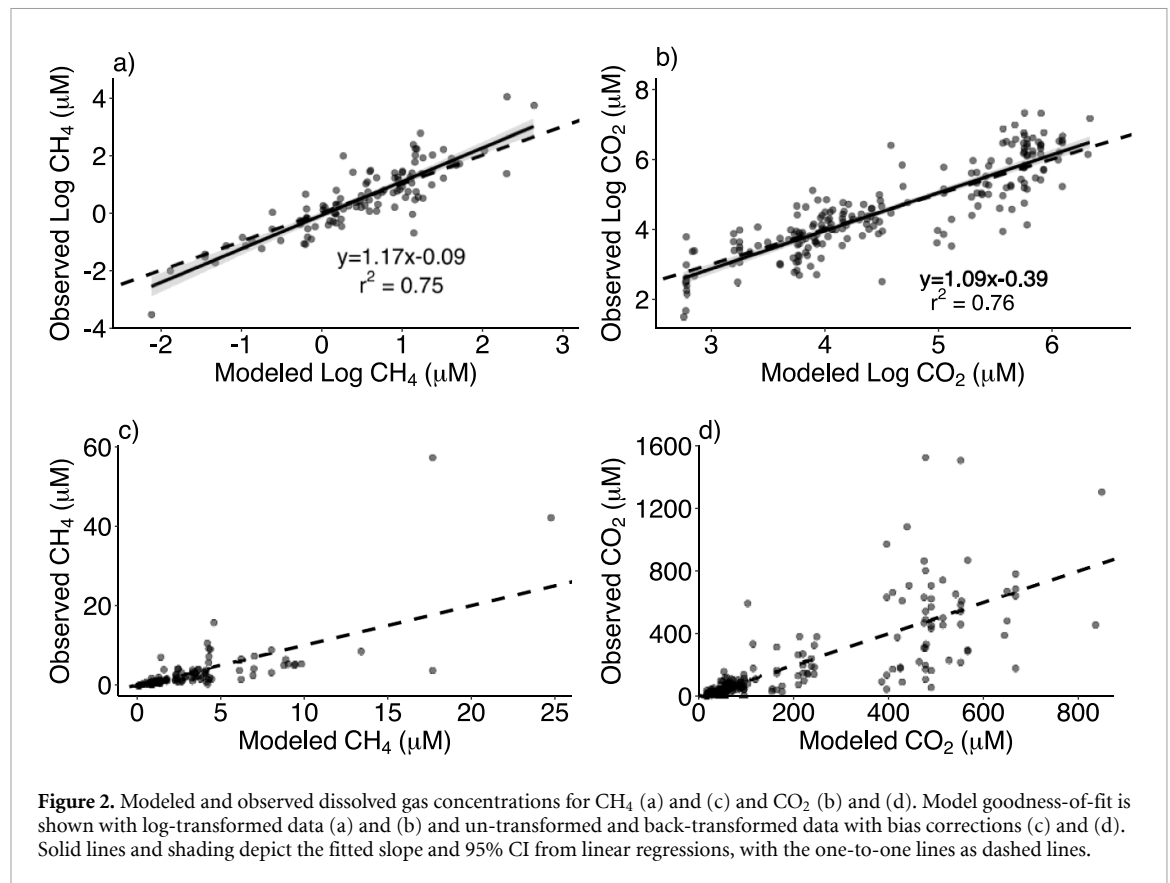 a)
Observed Log CH₄ (μM)
4
2
0
-2
-4
y=1.17x-0.09
r² = 0.75
-2 -1 0 1 2 3
Modeled Log CH₄ (μM)
b)
Observed Log CO₂ (μM)
8
6
4
2
y=1.09x-0.39
r² = 0.76
3 4 5 6
Modeled Log CO₂ (μM)
c)
Observed CH₄ (μM)
60
40
20
0
0 5 10 15 20 25
Modeled CH₄ (μM)
d)
Observed CO₂ (μM)
1600
1200
800
400
0
0 200 400 600 800
Modeled CO₂ (μM)
Figure 2. Modeled and observed dissolved gas concentrations for CH₄ (a) and (c) and CO₂ (b) and (d). Model goodness-of-fit is
shown with log-transformed data (a) and (b) and un-transformed and back-transformed data with bias corrections (c) and (d).
Solid lines and shading depict the fitted slope and 95% CI from linear regressions, with the one-to-one lines as dashed lines.